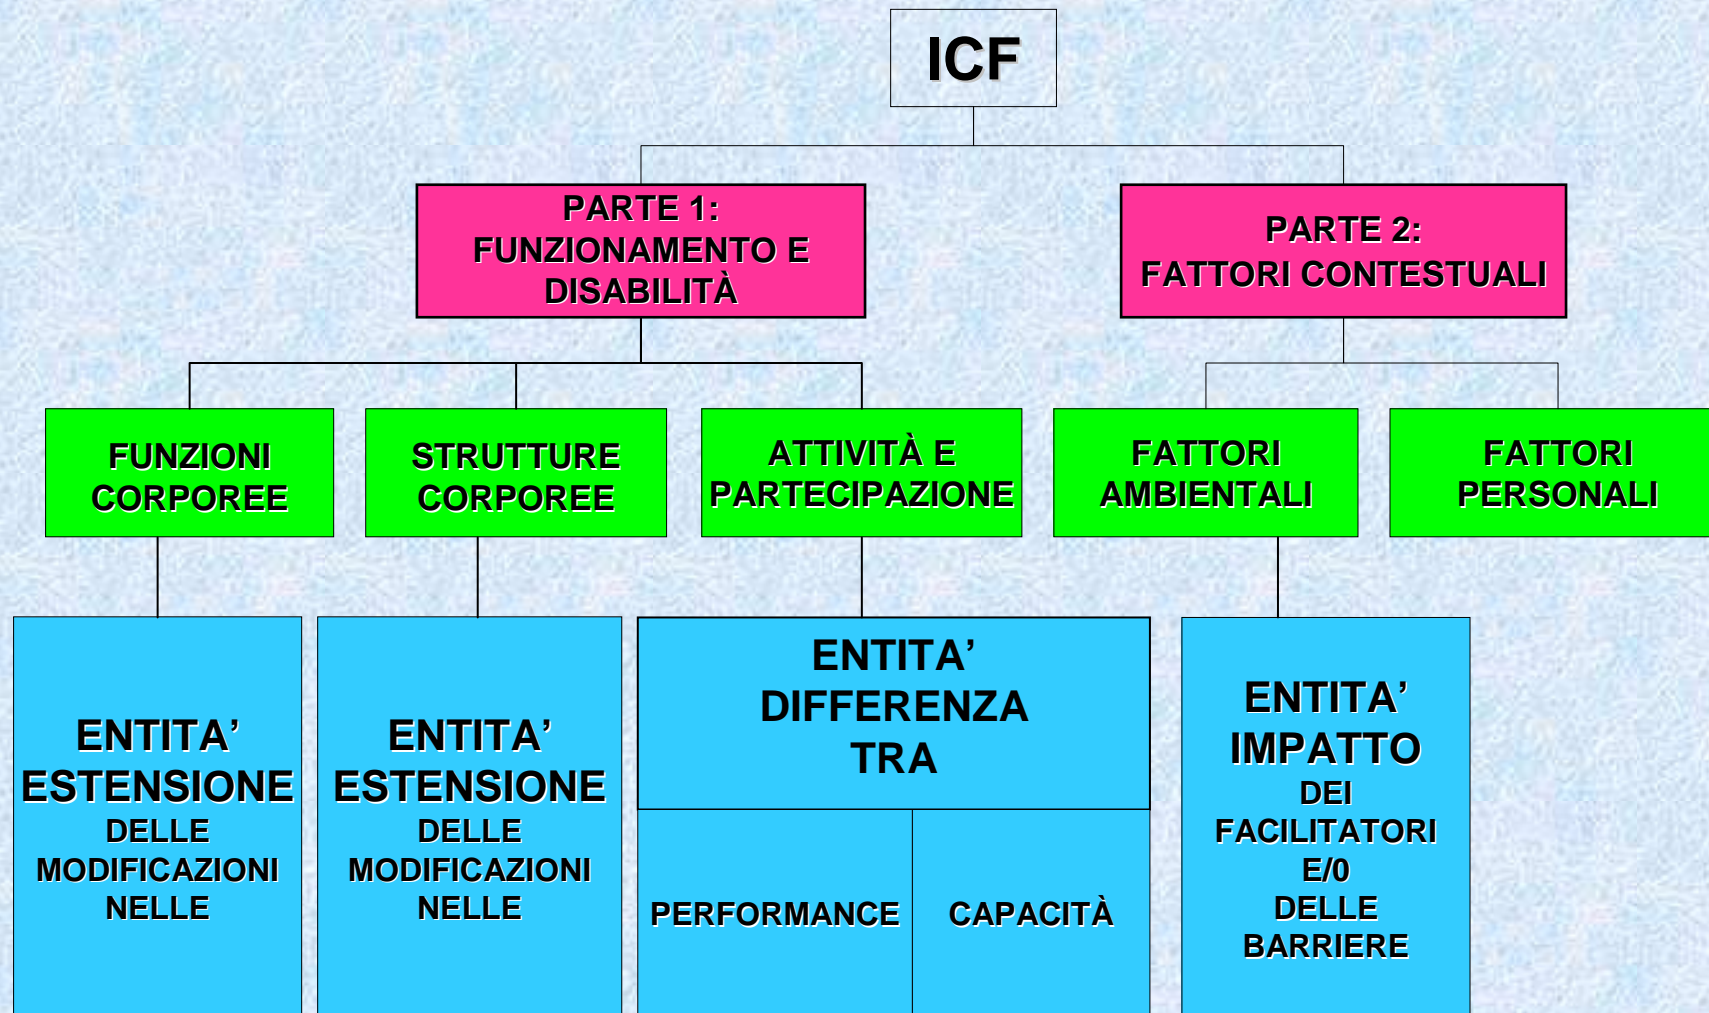 ICF
PARTE 1:
FUNZIONAMENTO E
DISABILITÀ
PARTE 2:
FATTORI CONTESTUALI
FUNZIONI
CORPOREE
STRUTTURE
CORPOREE
ATTIVITÀ E
PARTECIPAZIONE
FATTORI
AMBIENTALI
FATTORI
PERSONALI
ENTITA’
ESTENSIONE
DELLE
MODIFICAZIONI
NELLE
ENTITA’
ESTENSIONE
DELLE
MODIFICAZIONI
NELLE
ENTITA’
DIFFERENZA
TRA
PERFORMANCE
CAPACITÀ
ENTITA’
IMPATTO
DEI
FACILITATORI
E/0
DELLE
BARRIERE